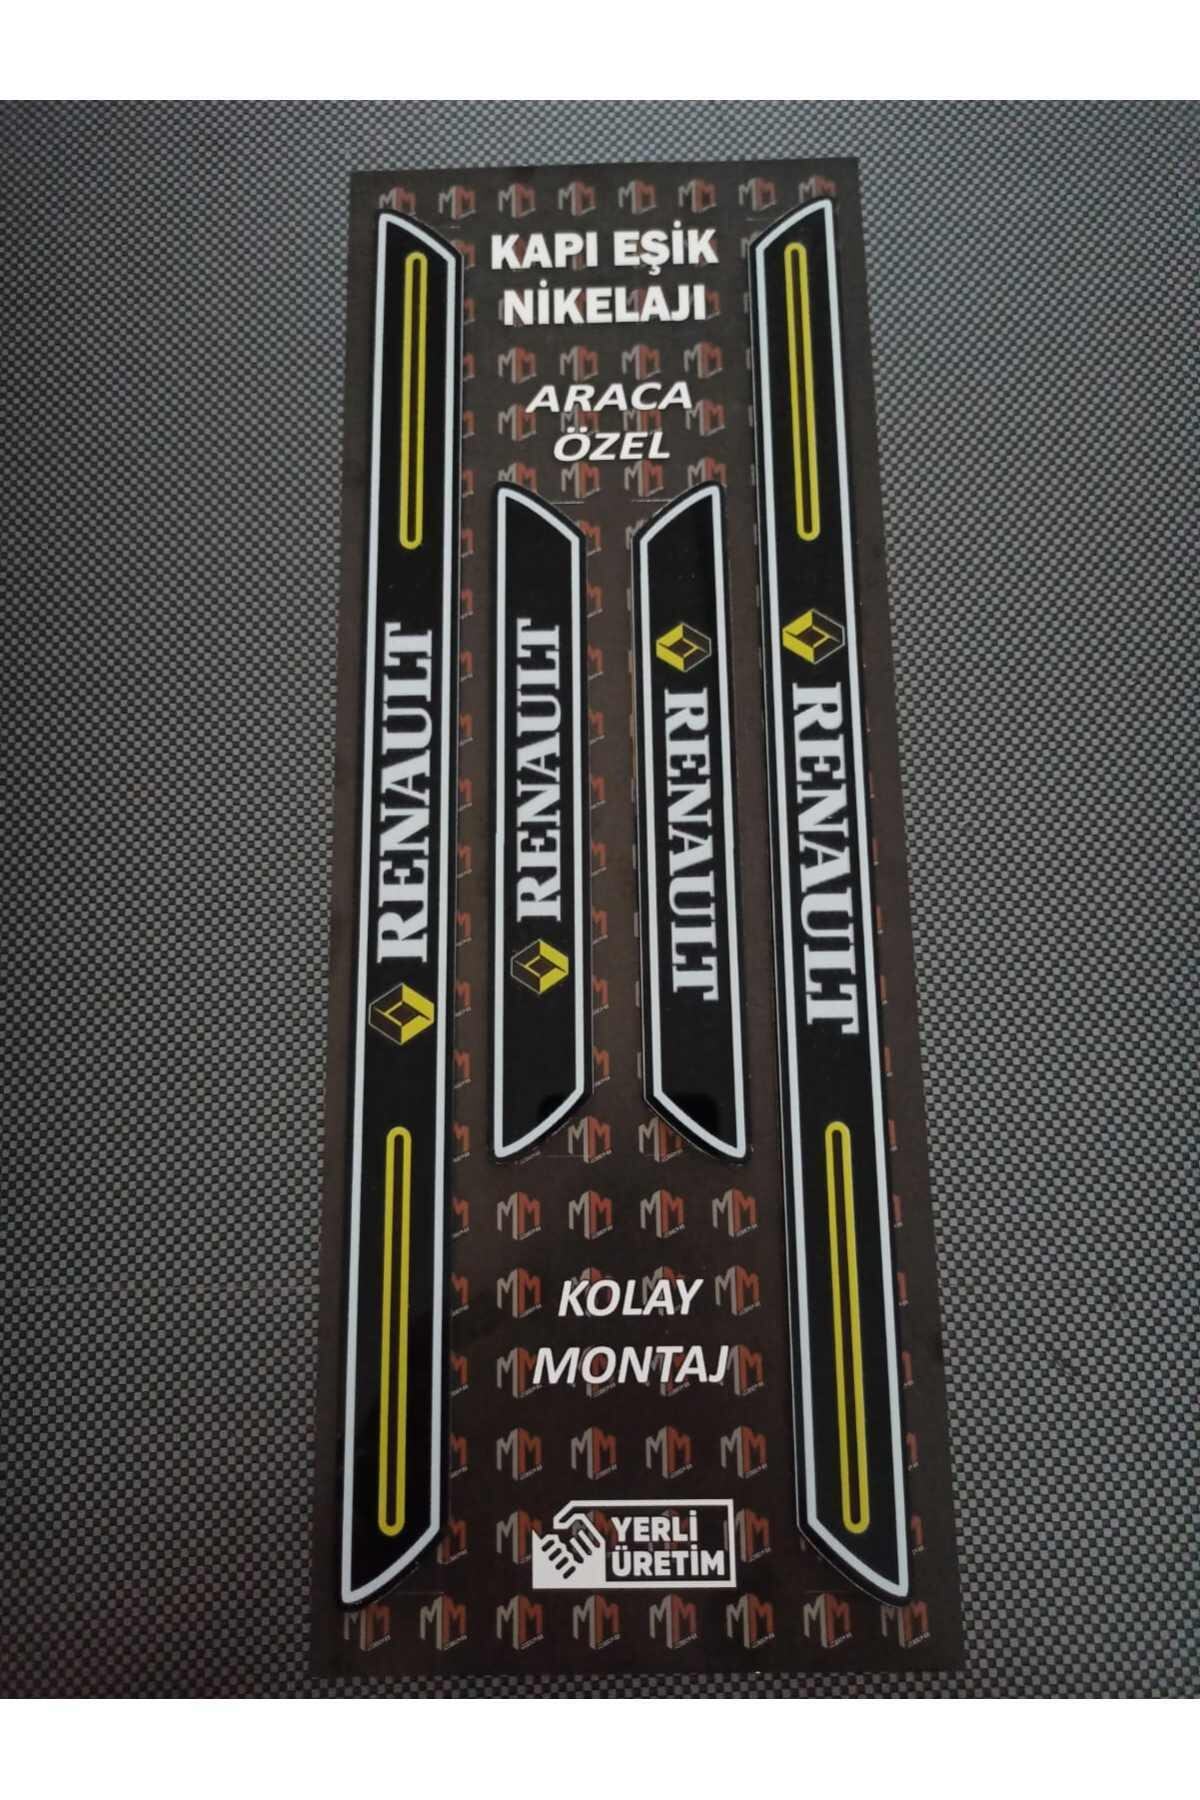 KAPI EŞİK
NİKELAJI
ARACA
ÖZEL
RENAULT
RENAULT
RENAULT
RENAULT
KOLAY
MONTAJ
YERLİ
ÜRETİM